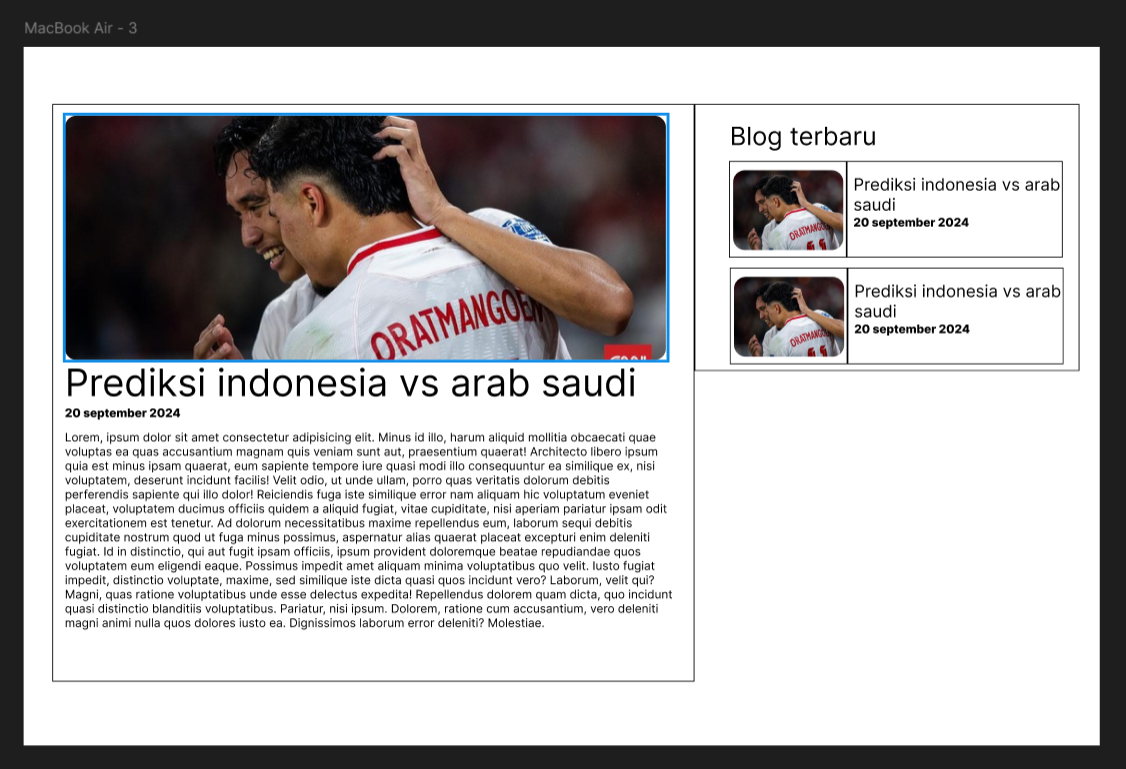 MacBook Air - 3
Prediksi indonesia vs arab saudi
20 september 2024
Lorem, ipsum dolor sit amet consectetur adipisicing elit. Minus id illo, harum aliquid mollitia obcaecati quae
voluptas ea quas accusantium magnam quis veniam sunt aut, praesentium quaerat! Architecto libero ipsum
quia est minus ipsam quaerat, eum sapiente tempore iure quasi modi illo consequuntur ea similique ex, nisi
voluptatem, deserunt incidunt facilis! Velit odio, ut unde ullam, porro quas veritatis dolorum debitis
perferendis sapiente qui illo dolor! Reiciendis fuga iste similique error nam aliquam hic voluptatum eveniet
placeat, voluptatem ducimus officiis quidem a aliquid fugiat, vitae cupiditate, nisi aperiam pariatur ipsam odit
exercitationem est tenetur. Ad dolorum necessitatibus maxime repellendus eum, laborum sequi debitis
cupiditate nostrum quod ut fuga minus possimus, aspernatur alias quaerat placeat excepturi enim deleniti
fugiat. Id in distinctio, qui aut fugit ipsam officiis, ipsum provident doloremque beatae repudiandae quos
voluptatem eum eligendi eaque. Possimus impedit amet aliquam minima voluptatibus quo velit. Iusto fugiat
impedit, distinctio voluptate, maxime, sed similique iste dicta quasi quos incidunt vero? Laborum, velit qui?
Magni, quas ratione voluptatibus unde esse delectus expedita! Repellendus dolorem quam dicta, quo incidunt
quasi distinctio blanditiis voluptatibus. Pariatur, nisi ipsum. Dolorem, ratione cum accusantium, vero deleniti
magni animi nulla quos dolores iusto ea. Dignissimos laborum error deleniti? Molestiae.
Blog terbaru
Prediksi indonesia vs arab
saudi
20 september 2024
Prediksi indonesia vs arab
saudi
20 september 2024